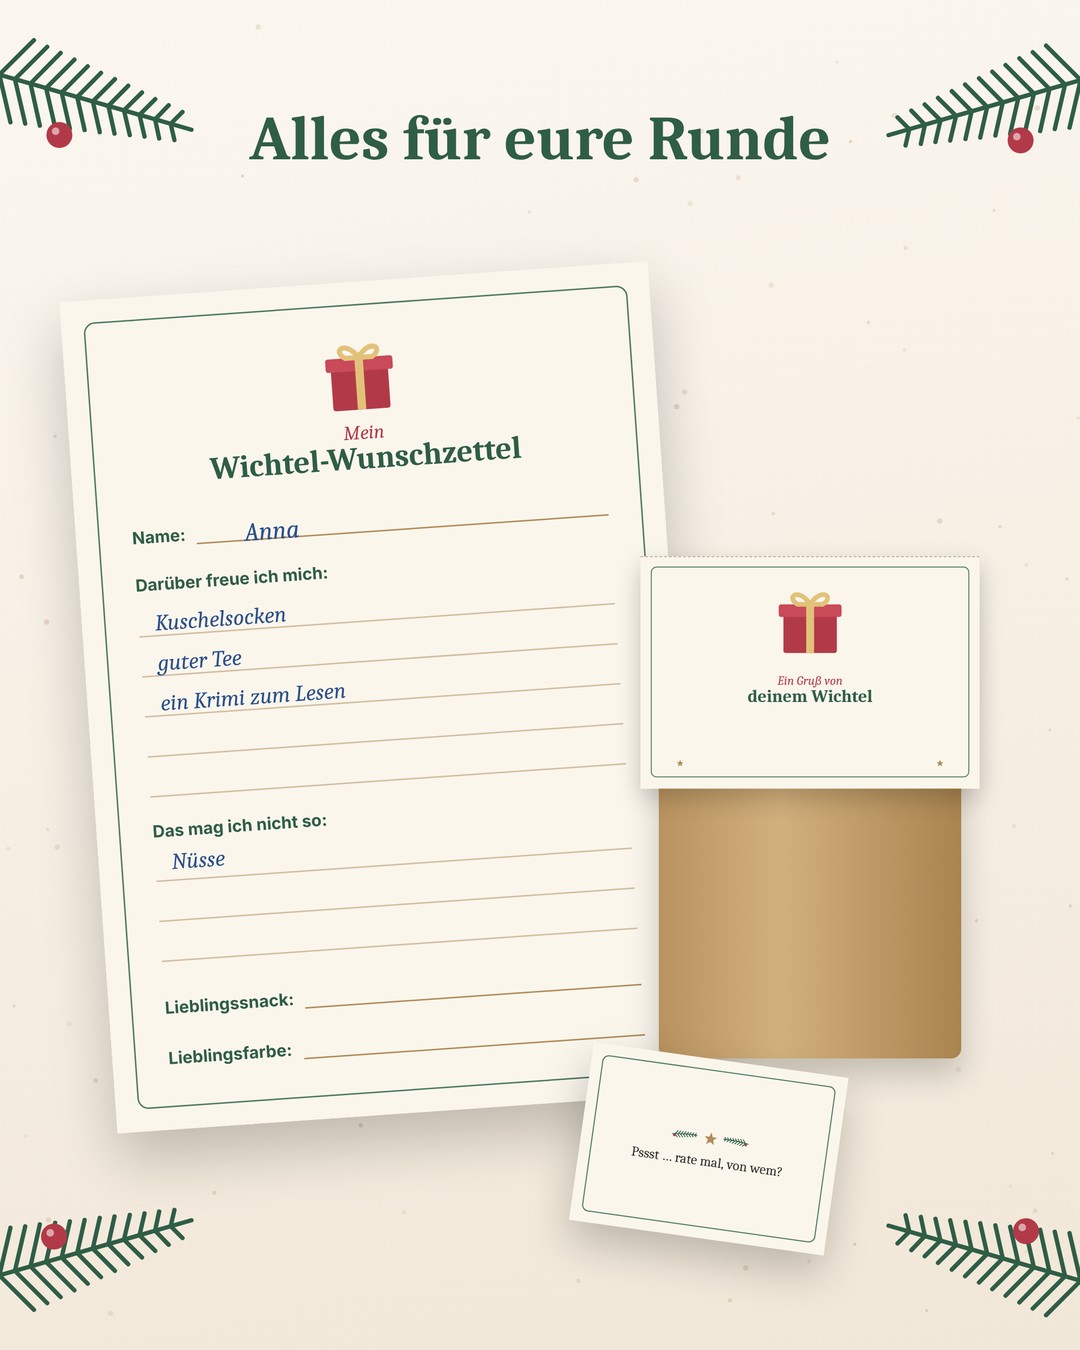 Alles für eure Runde
Mein
Wichtel-Wunschzettel
Name: Anna
Darüber freue ich mich:
Kuschelsocken
guter Tee
ein Krimi zum Lesen
Das mag ich nicht so:
Nüsse
Lieblingssnack:
Lieblingsfarbe:
Ein Gruß von
deinem Wichtel
Pssst ... rate mal, von wem?